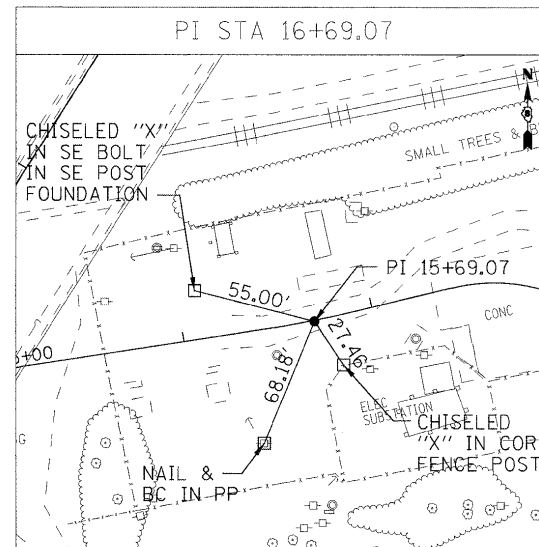 PI STA 16+69.07
N
CHISELED "X"
IN SE BOLT
IN SE POST
FOUNDATION
SMALL TREES & B
PI 15+69.07
55.00'
27.46'
68.18'
5+00
CONC
ELEC
SUBSTATION
CHISELED
"X" IN COR
FENCE POST
NAIL &
BC IN PP
G